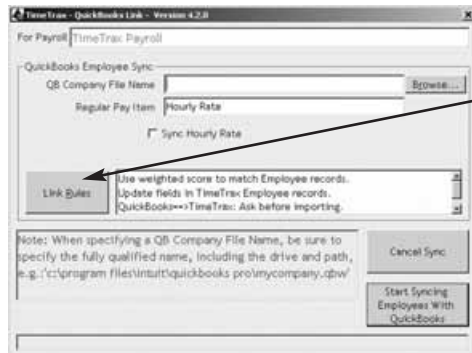 TimeTrax - QuickBooks Link - Version 4.2.0
For Payroll TimeTrax Payroll
QuickBooks Employee Sync
QB Company File Name Browse...
Regular Pay Item Hourly Rate
Sync Hourly Rate
Link Rules
Use weighted score to match Employee records.
Update fields in TimeTrax Employee records.
QuickBooks==>TimeTrax: Ask before importing.
Note: When specifying a QB Company File Name, be sure to
specify the fully qualified name, including the drive and path,
e.g.:'c:\program files\intuit\quickbooks pro\mycompany.qbw'
Cancel Sync
Start Syncing
Employees With
QuickBooks